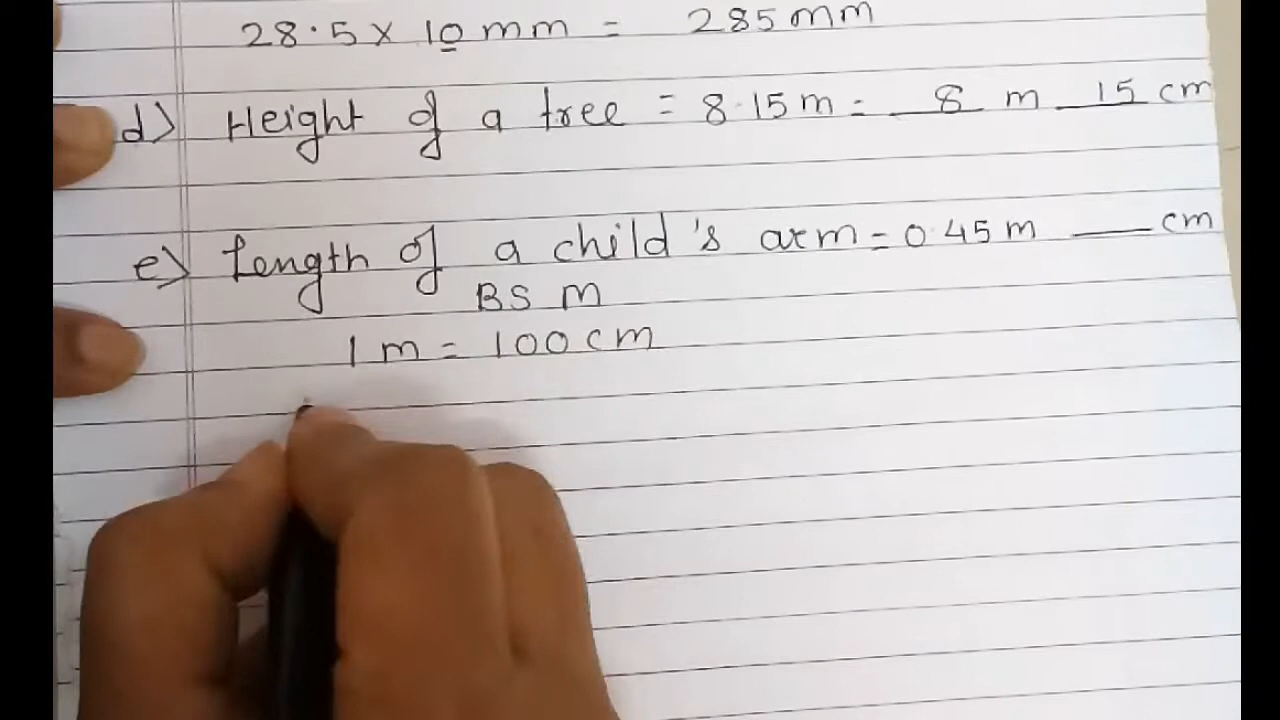 28.5 x 10 mm = 285 mm
d) Height of a tree = 8.15 m = 8 m 15 cm
e) Length of a child's arm = 0.45 m ___ cm
BS M
1 m = 100 cm